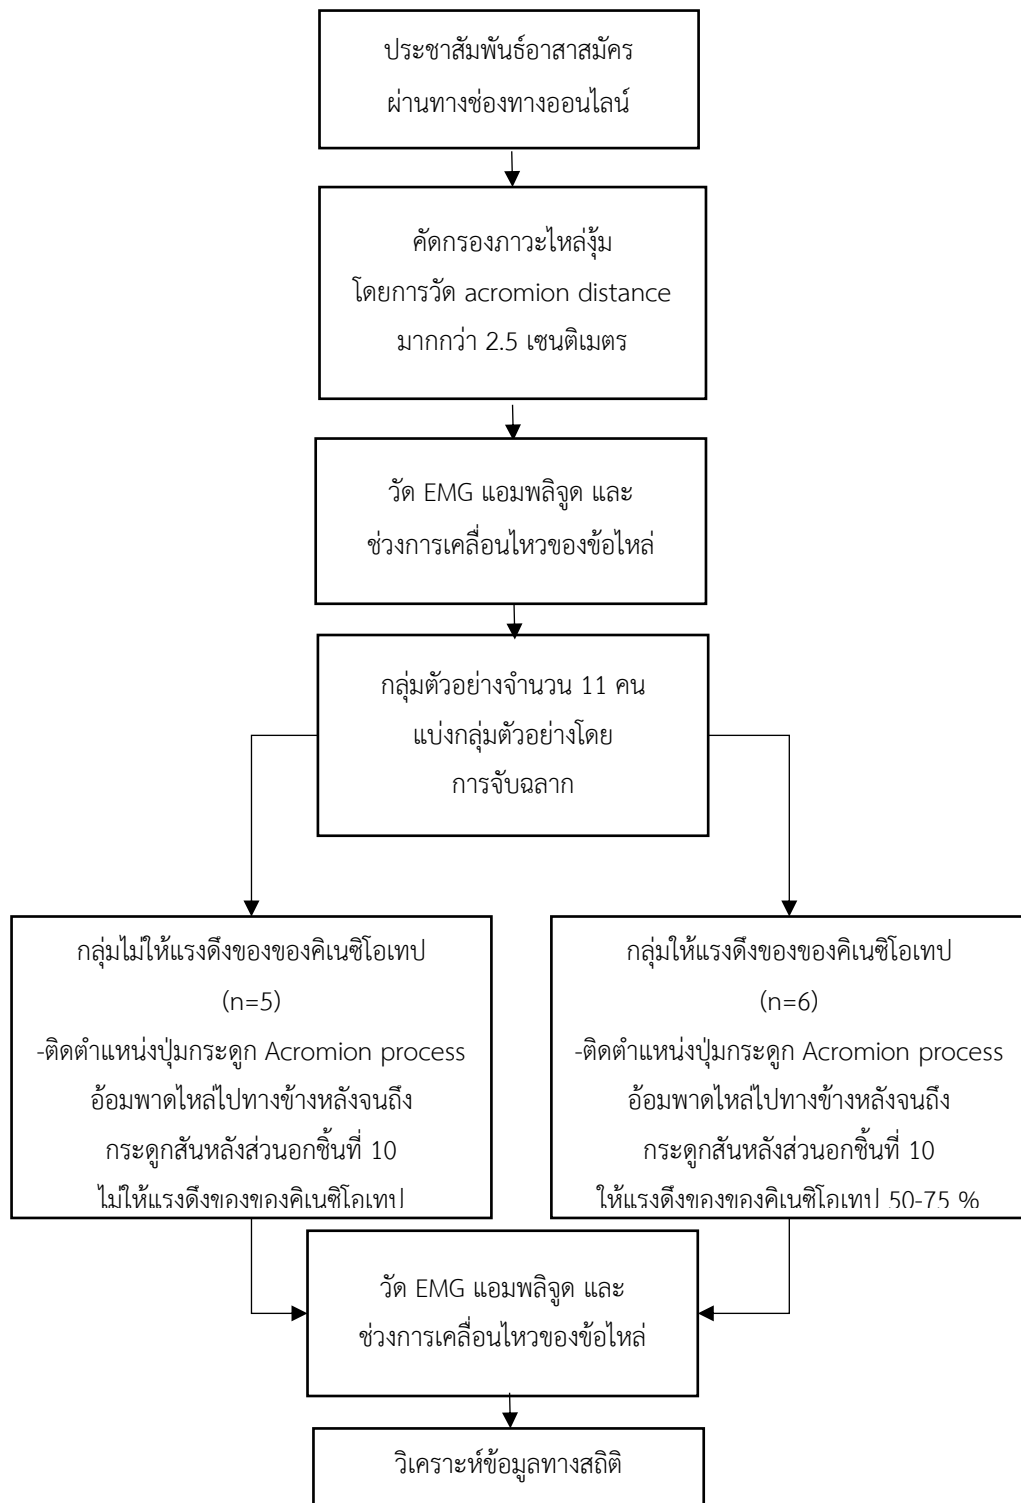 ประชาสัมพันธ์อาสาสมัคร
ผ่านทางช่องทางออนไลน์
คัดกรองภาวะไหล่งุ้ม
โดยการวัด acromion distance
มากกว่า 2.5 เซนติเมตร
วัด EMG แอมพลิจูด และ
ช่วงการเคลื่อนไหวของข้อไหล่
กลุ่มตัวอย่างจำนวน 11 คน
แบ่งกลุ่มตัวอย่างโดย
การจับฉลาก
กลุ่มไม่ให้แรงดึงของของคิเนซิโอเทป
(n=5)
-ติดตำแหน่งปุ่มกระดูก Acromion process
อ้อมพาดไหล่ไปทางข้างหลังจนถึง
กระดูกสันหลังส่วนอกชิ้นที่ 10
ไม่ให้แรงดึงของของคิเนซิโอเทป
กลุ่มให้แรงดึงของของคิเนซิโอเทป
(n=6)
-ติดตำแหน่งปุ่มกระดูก Acromion process
อ้อมพาดไหล่ไปทางข้างหลังจนถึง
กระดูกสันหลังส่วนอกชิ้นที่ 10
ให้แรงดึงของของคิเนซิโอเทป 50-75 %
วัด EMG แอมพลิจูด และ
ช่วงการเคลื่อนไหวของข้อไหล่
วิเคราะห์ข้อมูลทางสถิติ